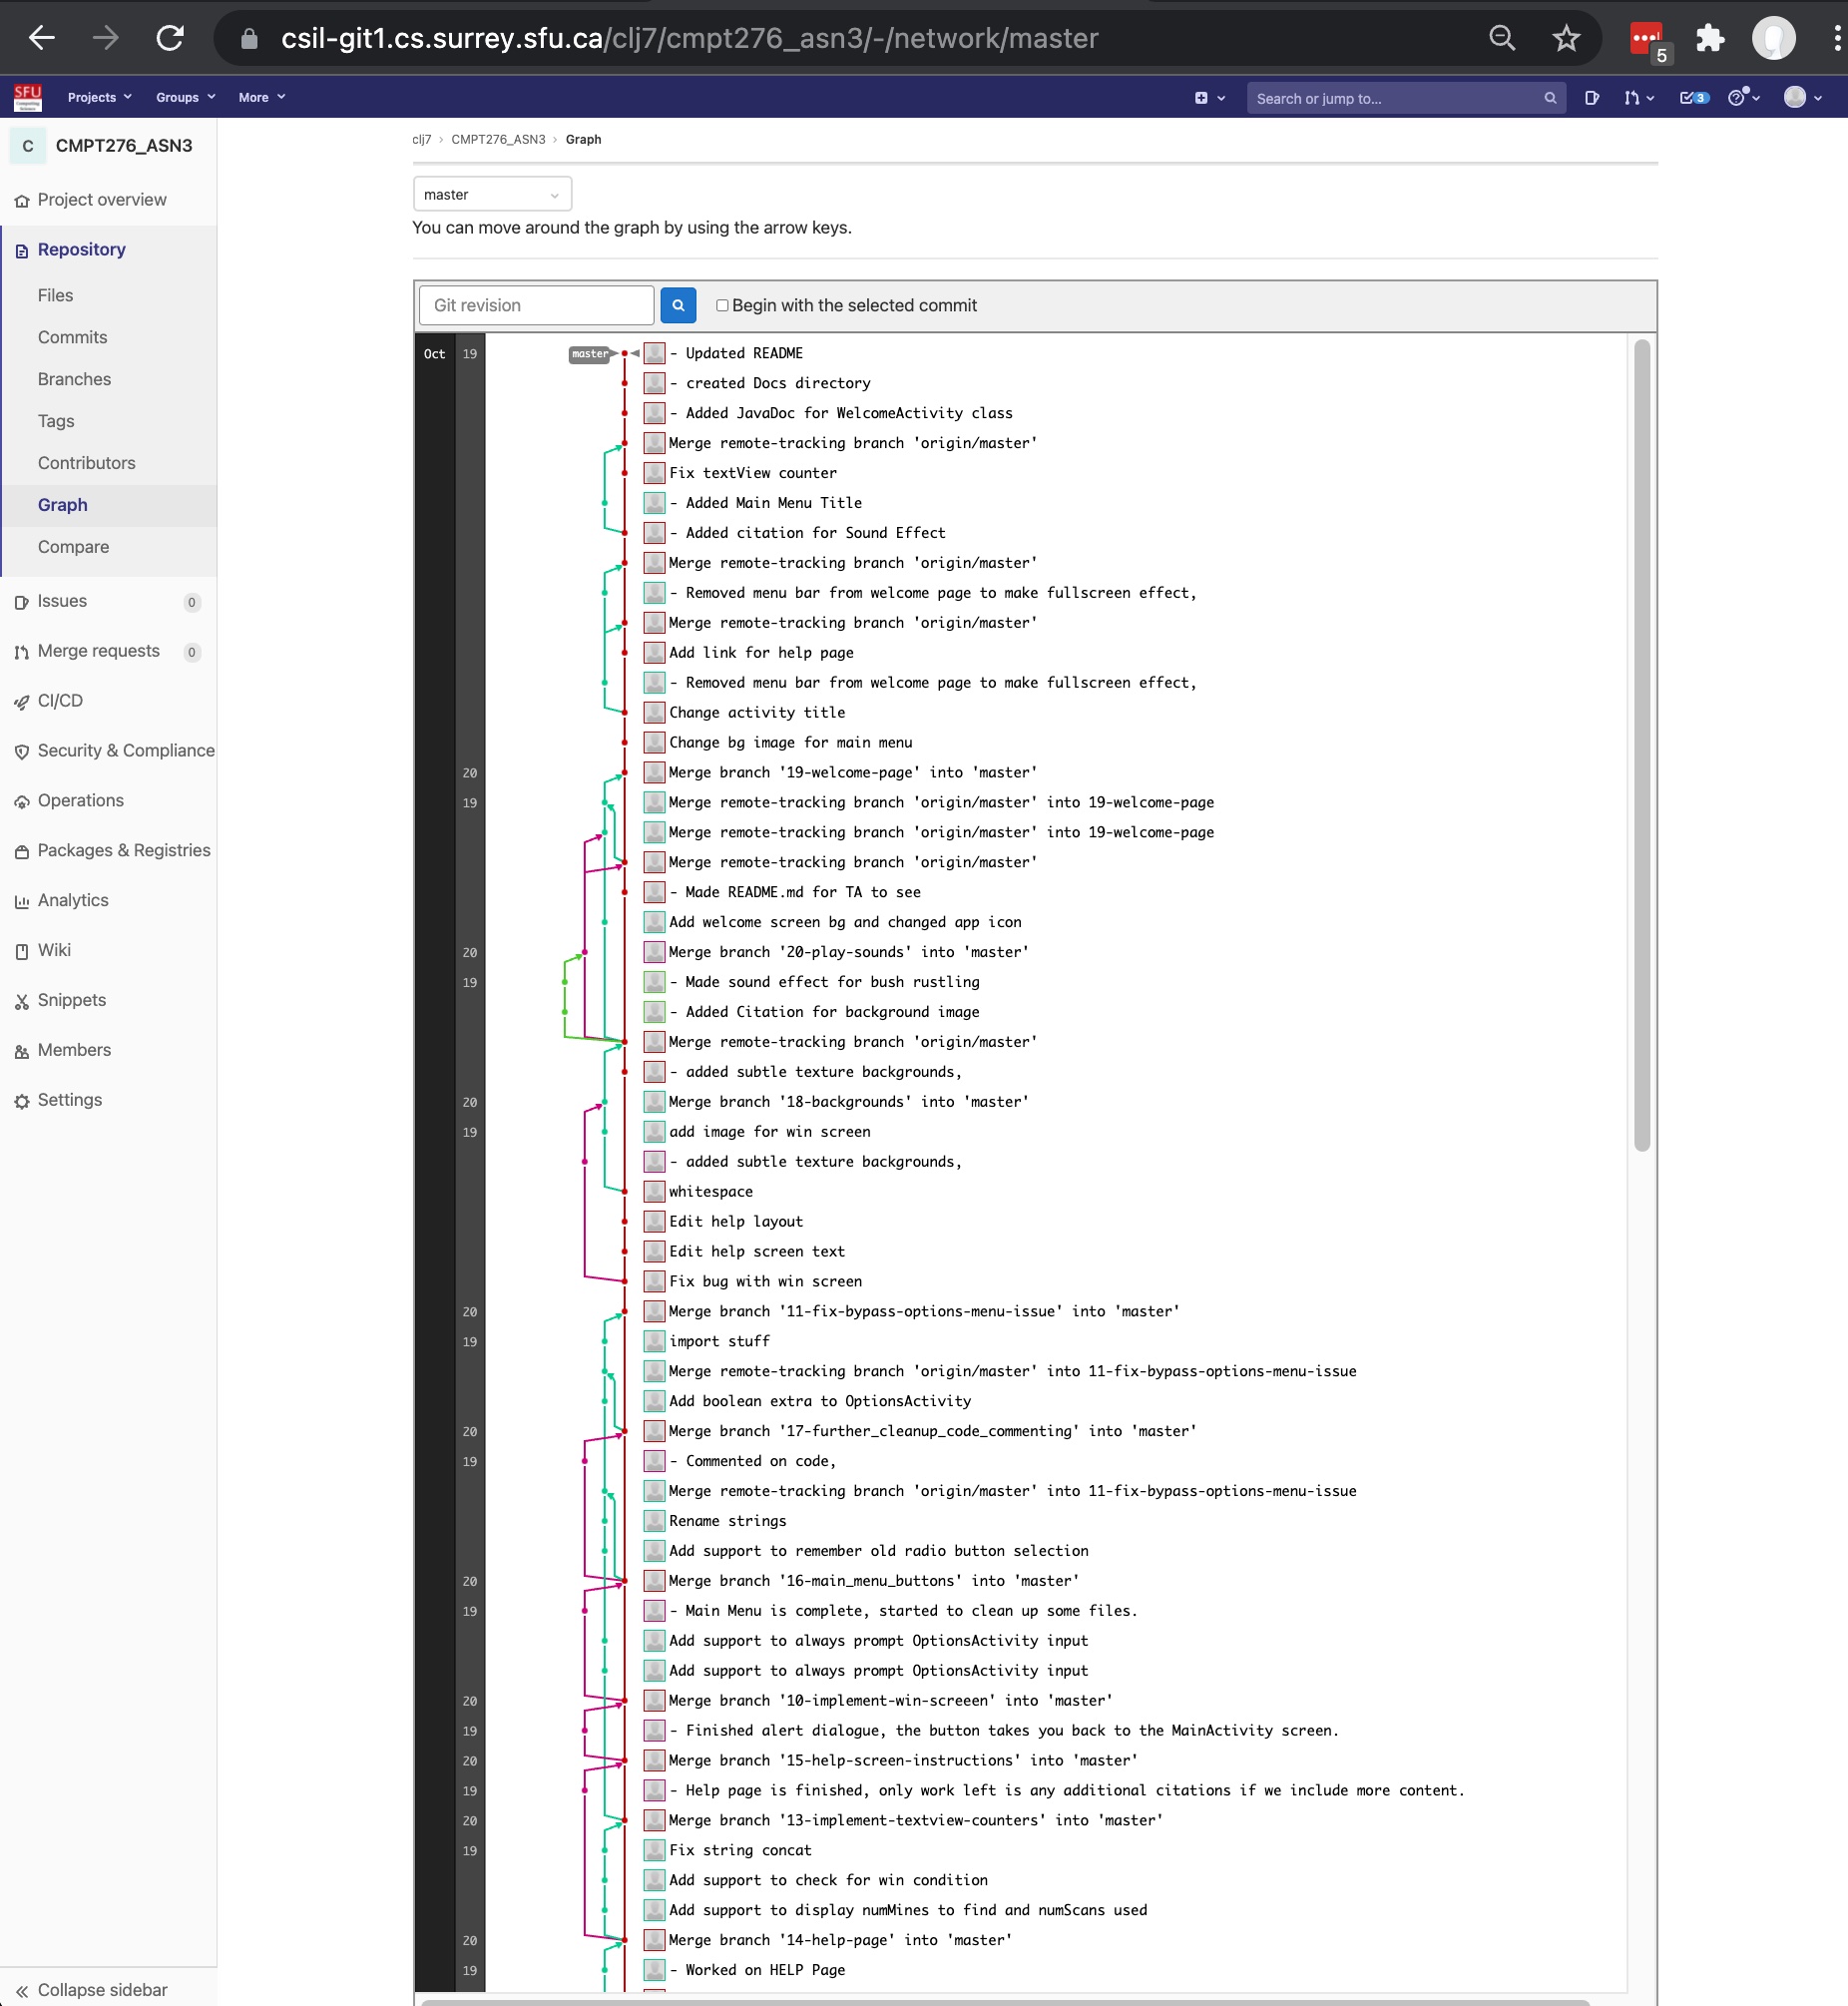 csil-git1.cs.surrey.sfu.ca/clj7/cmpt276_asn3/-/network/master
5
SFU
Computing Science
Projects
Groups
More
Search or jump to...
3
C
CMPT276_ASN3
Project overview
Repository
Files
Commits
Branches
Tags
Contributors
Graph
Compare
Issues 0
Merge requests 0
CI/CD
Security & Compliance
Operations
Packages & Registries
Analytics
Wiki
Snippets
Members
Settings
Collapse sidebar
clj7 › CMPT276_ASN3 › Graph
master
You can move around the graph by using the arrow keys.
Git revision
Begin with the selected commit
Oct 19 master - Updated README
- created Docs directory
- Added JavaDoc for WelcomeActivity class
Merge remote-tracking branch 'origin/master'
Fix textView counter
- Added Main Menu Title
- Added citation for Sound Effect
Merge remote-tracking branch 'origin/master'
- Removed menu bar from welcome page to make fullscreen effect,
Merge remote-tracking branch 'origin/master'
Add link for help page
- Removed menu bar from welcome page to make fullscreen effect,
Change activity title
Change bg image for main menu
20 Merge branch '19-welcome-page' into 'master'
19 Merge remote-tracking branch 'origin/master' into 19-welcome-page
Merge remote-tracking branch 'origin/master' into 19-welcome-page
Merge remote-tracking branch 'origin/master'
- Made README.md for TA to see
Add welcome screen bg and changed app icon
20 Merge branch '20-play-sounds' into 'master'
19 - Made sound effect for bush rustling
- Added Citation for background image
Merge remote-tracking branch 'origin/master'
- added subtle texture backgrounds,
20 Merge branch '18-backgrounds' into 'master'
19 add image for win screen
- added subtle texture backgrounds,
whitespace
Edit help layout
Edit help screen text
Fix bug with win screen
20 Merge branch '11-fix-bypass-options-menu-issue' into 'master'
19 import stuff
Merge remote-tracking branch 'origin/master' into 11-fix-bypass-options-menu-issue
Add boolean extra to OptionsActivity
20 Merge branch '17-further_cleanup_code_commenting' into 'master'
19 - Commented on code,
Merge remote-tracking branch 'origin/master' into 11-fix-bypass-options-menu-issue
Rename strings
Add support to remember old radio button selection
20 Merge branch '16-main_menu_buttons' into 'master'
19 - Main Menu is complete, started to clean up some files.
Add support to always prompt OptionsActivity input
Add support to always prompt OptionsActivity input
20 Merge branch '10-implement-win-screeen' into 'master'
19 - Finished alert dialogue, the button takes you back to the MainActivity screen.
20 Merge branch '15-help-screen-instructions' into 'master'
19 - Help page is finished, only work left is any additional citations if we include more content.
20 Merge branch '13-implement-textview-counters' into 'master'
19 Fix string concat
Add support to check for win condition
Add support to display numMines to find and numScans used
20 Merge branch '14-help-page' into 'master'
19 - Worked on HELP Page